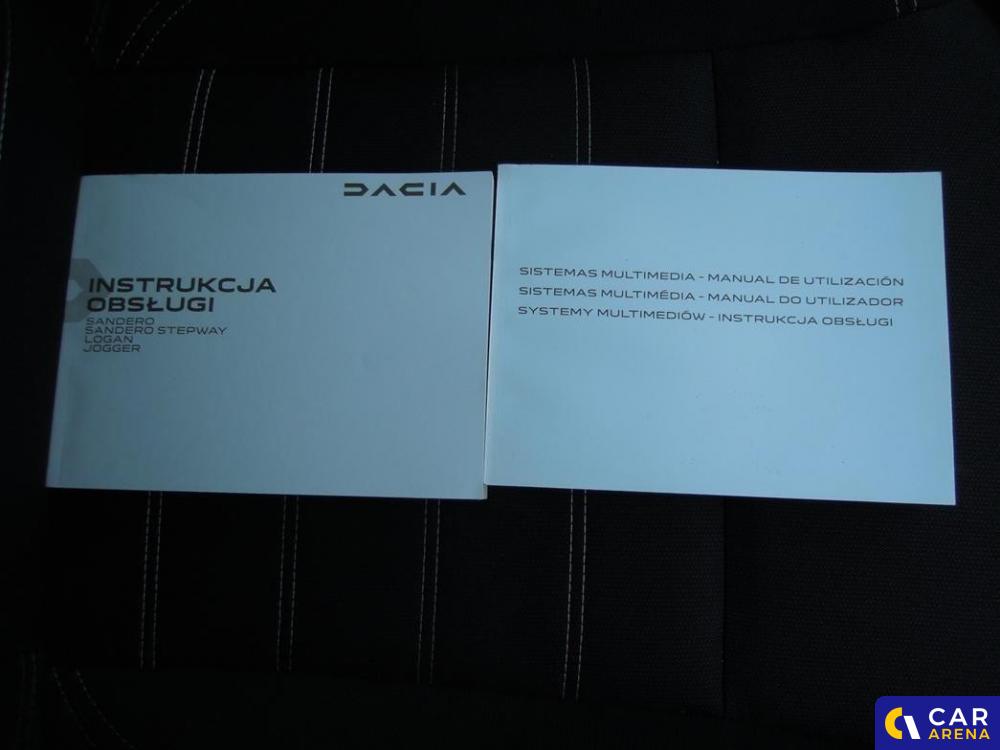 DACIA
INSTRUKCJA
OBSŁUGI
SANDERO
SANDERO STEPWAY
LOGAN
JOGGER
SISTEMAS MULTIMEDIA - MANUAL DE UTILIZACIÓN
SISTEMAS MULTIMÉDIA - MANUAL DO UTILIZADOR
SYSTEMY MULTIMEDIÓW - INSTRUKCJA OBSŁUGI
CAR
ARENA